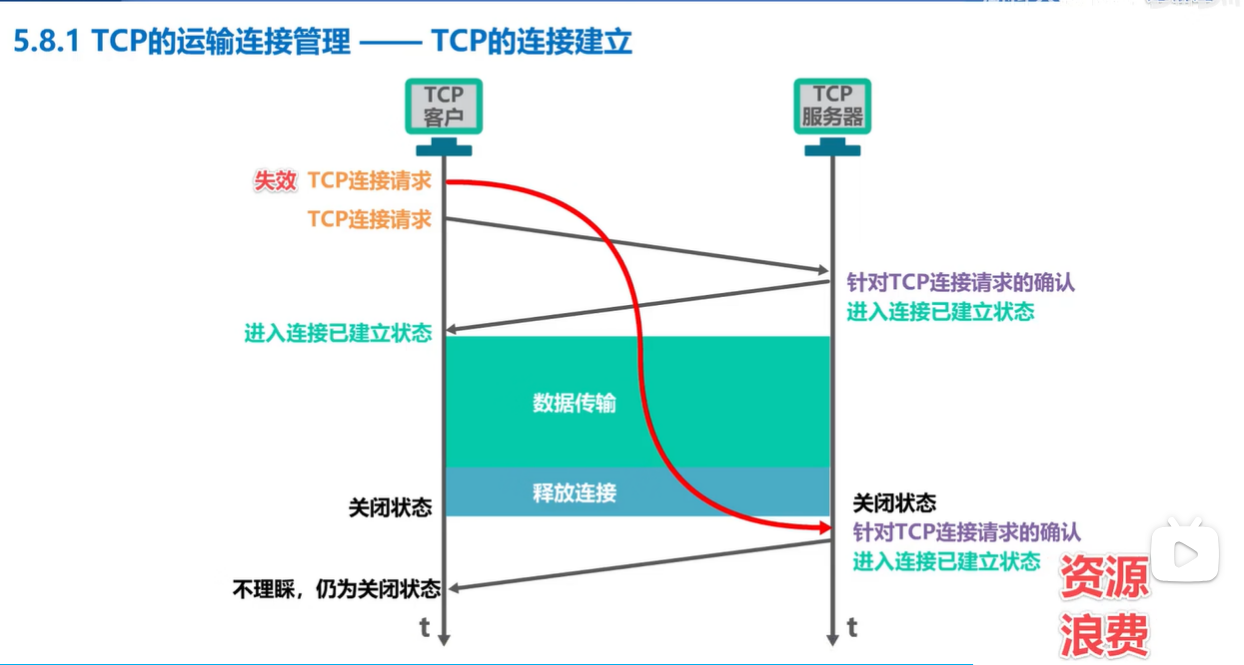 5.8.1 TCP的运输连接管理 —— TCP的连接建立
TCP
客户
TCP
服务器
失效 TCP连接请求
TCP连接请求
针对TCP连接请求的确认
进入连接已建立状态
进入连接已建立状态
数据传输
释放连接
关闭状态
关闭状态
针对TCP连接请求的确认
进入连接已建立状态
资源
浪费
不理睬，仍为关闭状态
t
t